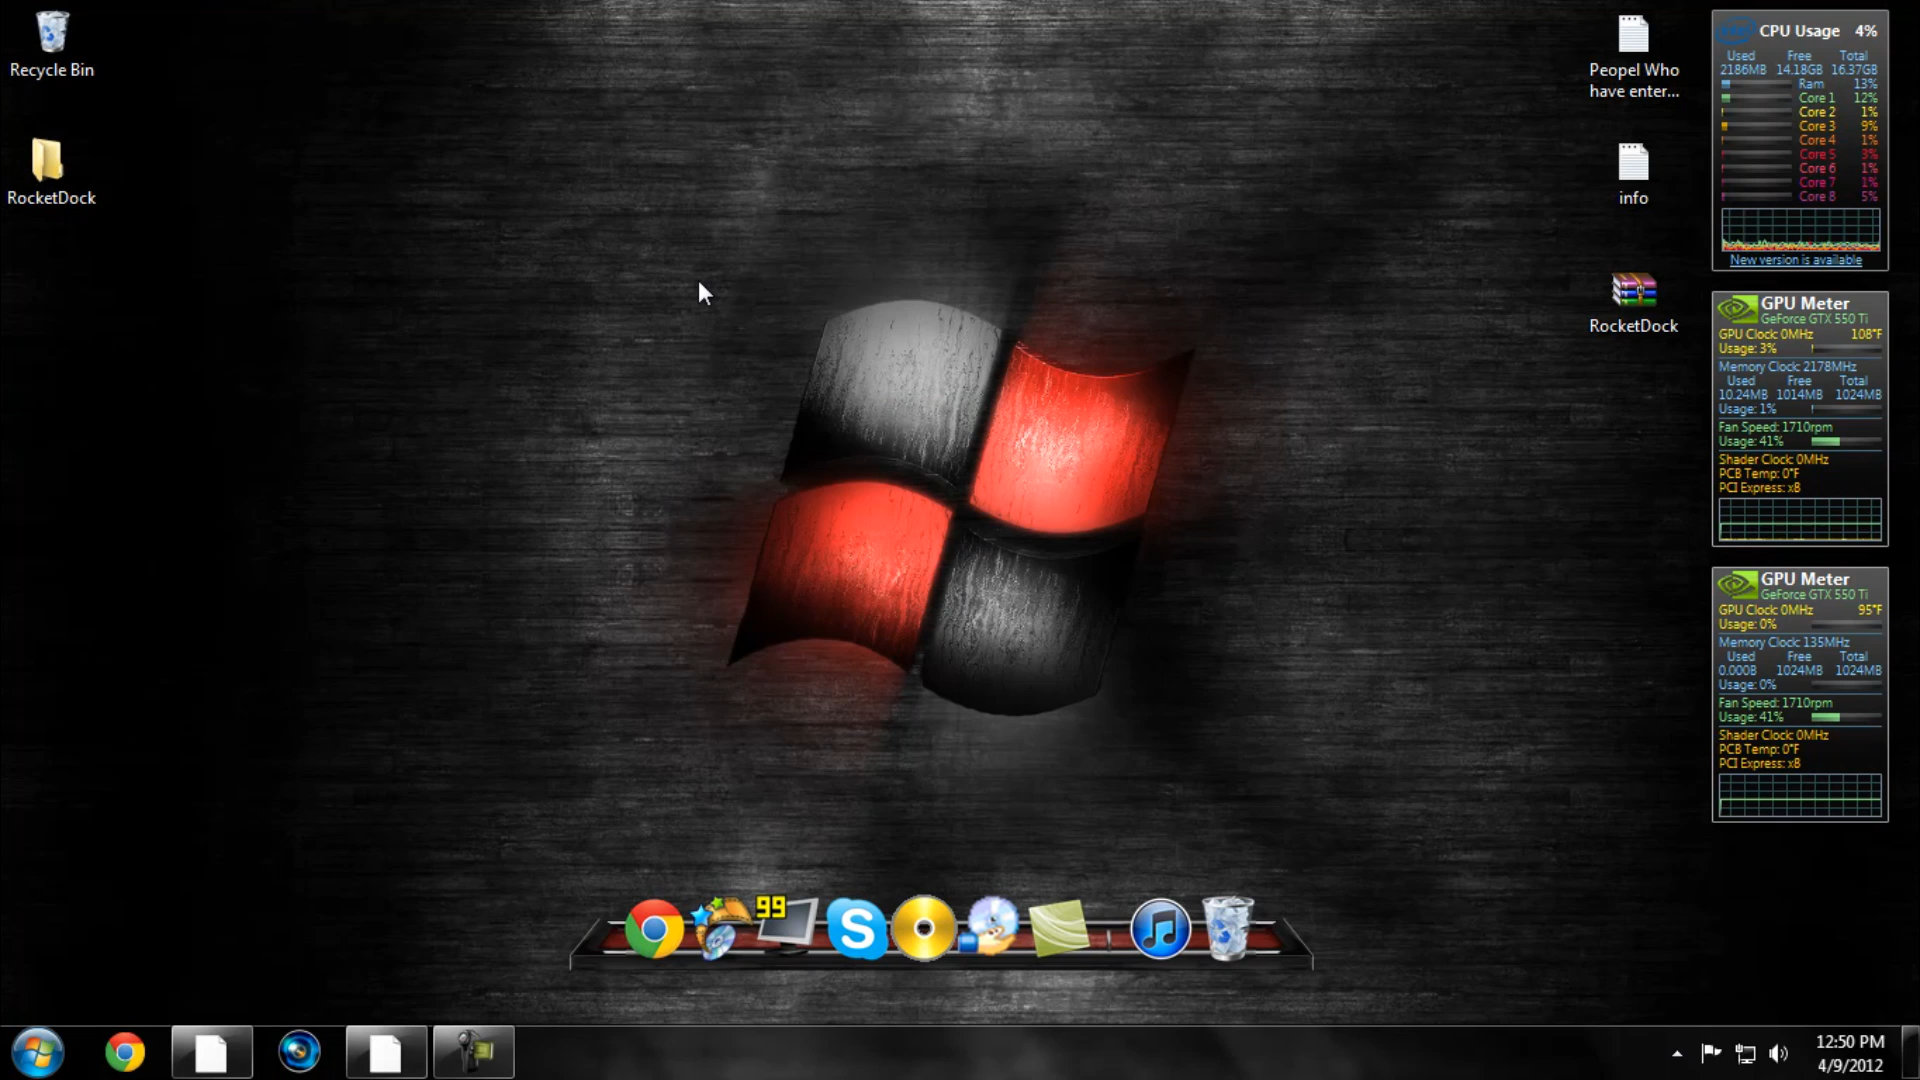 Recycle Bin
RocketDock
Peopel Who
have enter...
info
RocketDock
CPU Usage 4%
Used Free Total
2186MB 14.18GB 16.37GB
Ram 13%
Core 1 12%
Core 2 1%
Core 3 9%
Core 4 1%
Core 5 3%
Core 6 1%
Core 7 1%
Core 8 5%
New version is available
GPU Meter
GeForce GTX 550 Ti
GPU Clock: 0MHz 108°F
Usage: 3%
Memory Clock: 2178MHz
Used Free Total
10.24MB 1014MB 1024MB
Usage: 1%
Fan Speed: 1710rpm
Usage: 41%
Shader Clock: 0MHz
PCB Temp: 0°F
PCI Express: x8
GPU Meter
GeForce GTX 550 Ti
GPU Clock: 0MHz 95°F
Usage: 0%
Memory Clock: 135MHz
Used Free Total
0.000B 1024MB 1024MB
Usage: 0%
Fan Speed: 1710rpm
Usage: 41%
Shader Clock: 0MHz
PCB Temp: 0°F
PCI Express: x8
99
S
12:50 PM
4/9/2012